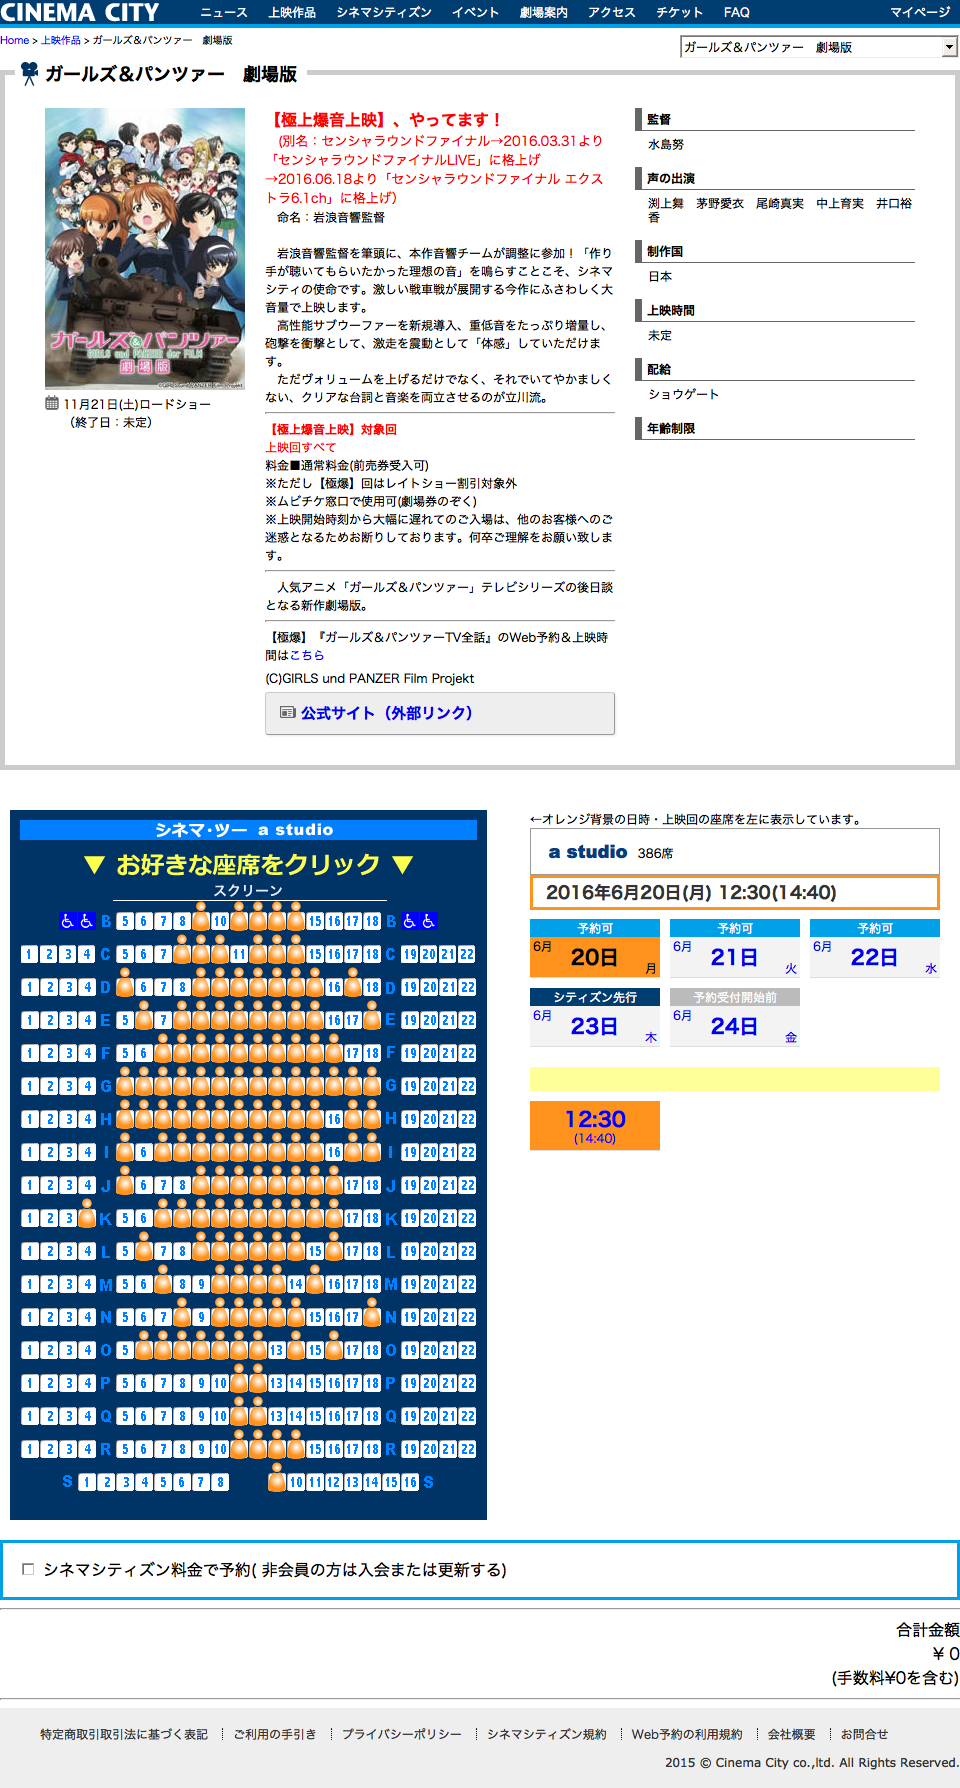 CINEMA CITY ニュース 上映作品 シネマシティズン イベント 劇場案内 アクセス チケット FAQ マイページ
Home > 上映作品 > ガールズ＆パンツァー　劇場版
ガールズ＆パンツァー　劇場版
ガールズ＆パンツァー　劇場版
ガールズ&パンツァー
GIRLS und PANZER der FILM
劇場版
©GIRLS und PANZER Film Projekt
11月21日(土)ロードショー
（終了日：未定）
【極上爆音上映】、やってます！
（別名：センシャラウンドファイナル→2016.03.31より
「センシャラウンドファイナルLIVE」に格上げ
→2016.06.18より「センシャラウンドファイナル エクス
トラ6.1ch」に格上げ）
命名：岩浪音響監督
岩浪音響監督を筆頭に、本作音響チームが調整に参加！「作り
手が聴いてもらいたかった理想の音」を鳴らすことこそ、シネマ
シティの使命です。激しい戦車戦が展開する今作にふさわしく大
音量で上映します。
高性能サブウーファーを新規導入、重低音をたっぷり増量し、
砲撃を衝撃として、激走を震動として「体感」していただけま
す。
ただヴォリュームを上げるだけでなく、それでいてやかましく
ない、クリアな台詞と音楽を両立させるのが立川流。
【極上爆音上映】対象回
上映回すべて
料金■通常料金(前売券受入可)
※ただし【極爆】回はレイトショー割引対象外
※ムビチケ窓口で使用可(劇場券のぞく)
※上映開始時刻から大幅に遅れてのご入場は、他のお客様へのご
迷惑となるためお断りしております。何卒ご理解をお願い致しま
す。
人気アニメ「ガールズ＆パンツァー」テレビシリーズの後日談
となる新作劇場版。
【極爆】『ガールズ＆パンツァーTV全話』のWeb予約＆上映時
間はこちら
(C)GIRLS und PANZER Film Projekt
公式サイト（外部リンク）
監督
水島努
声の出演
渕上舞　茅野愛衣　尾崎真実　中上育実　井口裕
香
制作国
日本
上映時間
未定
配給
ショウゲート
年齢制限
シネマ・ツー a studio
▼ お好きな座席をクリック ▼
スクリーン
B 5 6 7 8 10 15 16 17 18 B
1 2 3 4 C 5 6 7 11 15 16 17 18 C 19 20 21 22
1 2 3 4 D 6 7 8 16 18 D 19 20 21 22
1 2 3 4 E 5 7 16 17 E 19 20 21 22
1 2 3 4 F 5 6 17 18 F 19 20 21 22
1 2 3 4 G G 19 20 21 22
1 2 3 4 H 16 H 19 20 21 22
1 2 3 4 I 6 16 I 19 20 21 22
1 2 3 4 J 6 7 8 17 18 J 19 20 21 22
1 2 3 K 5 6 17 18 K 19 20 21 22
1 2 3 4 L 5 7 8 15 17 18 L 19 20 21 22
1 2 3 4 M 5 6 8 9 14 16 17 18 M 19 20 21 22
1 2 3 4 N 5 6 7 9 15 16 17 N 19 20 21 22
1 2 3 4 O 5 13 15 17 18 O 19 20 21 22
1 2 3 4 P 5 6 7 8 9 10 13 14 15 16 17 18 P 19 20 21 22
1 2 3 4 Q 5 6 7 8 9 10 13 14 15 16 17 18 Q 19 20 21 22
1 2 3 4 R 5 6 7 8 9 10 15 16 17 18 R 19 20 21 22
S 1 2 3 4 5 6 7 8 10 11 12 13 14 15 16 S
←オレンジ背景の日時・上映回の座席を左に表示しています。
a studio 386席
2016年6月20日(月) 12:30(14:40)
予約可 予約可 予約可
6月 20日 月 6月 21日 火 6月 22日 水
シティズン先行 予約受付開始前
6月 23日 木 6月 24日 金
12:30
(14:40)
シネマシティズン料金で予約( 非会員の方は入会または更新する)
合計金額
¥ 0
(手数料¥0を含む)
特定商取引取引法に基づく表記 ご利用の手引き プライバシーポリシー シネマシティズン規約 Web予約の利用規約 会社概要 お問合せ
2015 © Cinema City co.,ltd. All Rights Reserved.